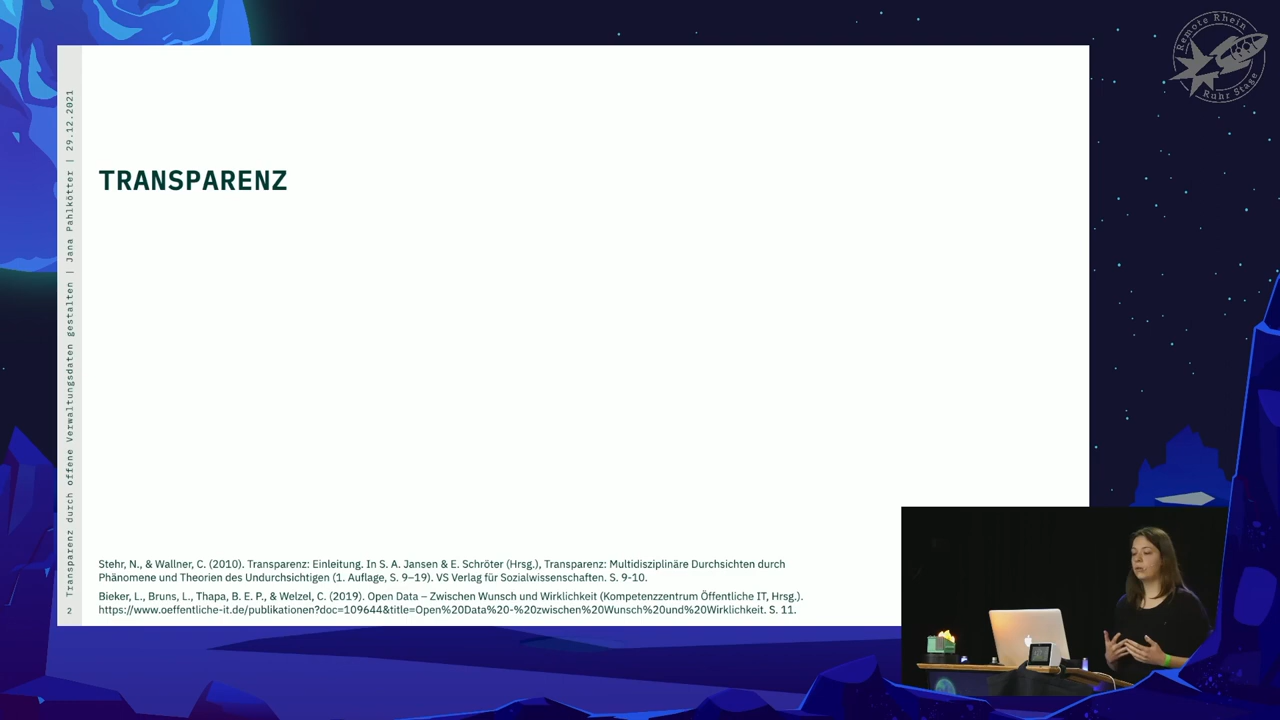 Remote Rhein
Ruhr Stage
Transparenz durch offene Verwaltungsdaten gestalten | Jana Pahlkötter | 29.12.2021
TRANSPARENZ
Stehr, N., & Wallner, C. (2010). Transparenz: Einleitung. In S. A. Jansen & E. Schröter (Hrsg.), Transparenz: Multidisziplinäre Durchsichten durch
Phänomene und Theorien des Undurchsichtigen (1. Auflage, S. 9–19). VS Verlag für Sozialwissenschaften. S. 9-10.
Bieker, L., Bruns, L., Thapa, B. E. P., & Welzel, C. (2019). Open Data – Zwischen Wunsch und Wirklichkeit (Kompetenzzentrum Öffentliche IT, Hrsg.).
https://www.oeffentliche-it.de/publikationen?doc=109644&title=Open%20Data%20-%20zwischen%20Wunsch%20und%20Wirklichkeit. S. 11.
2